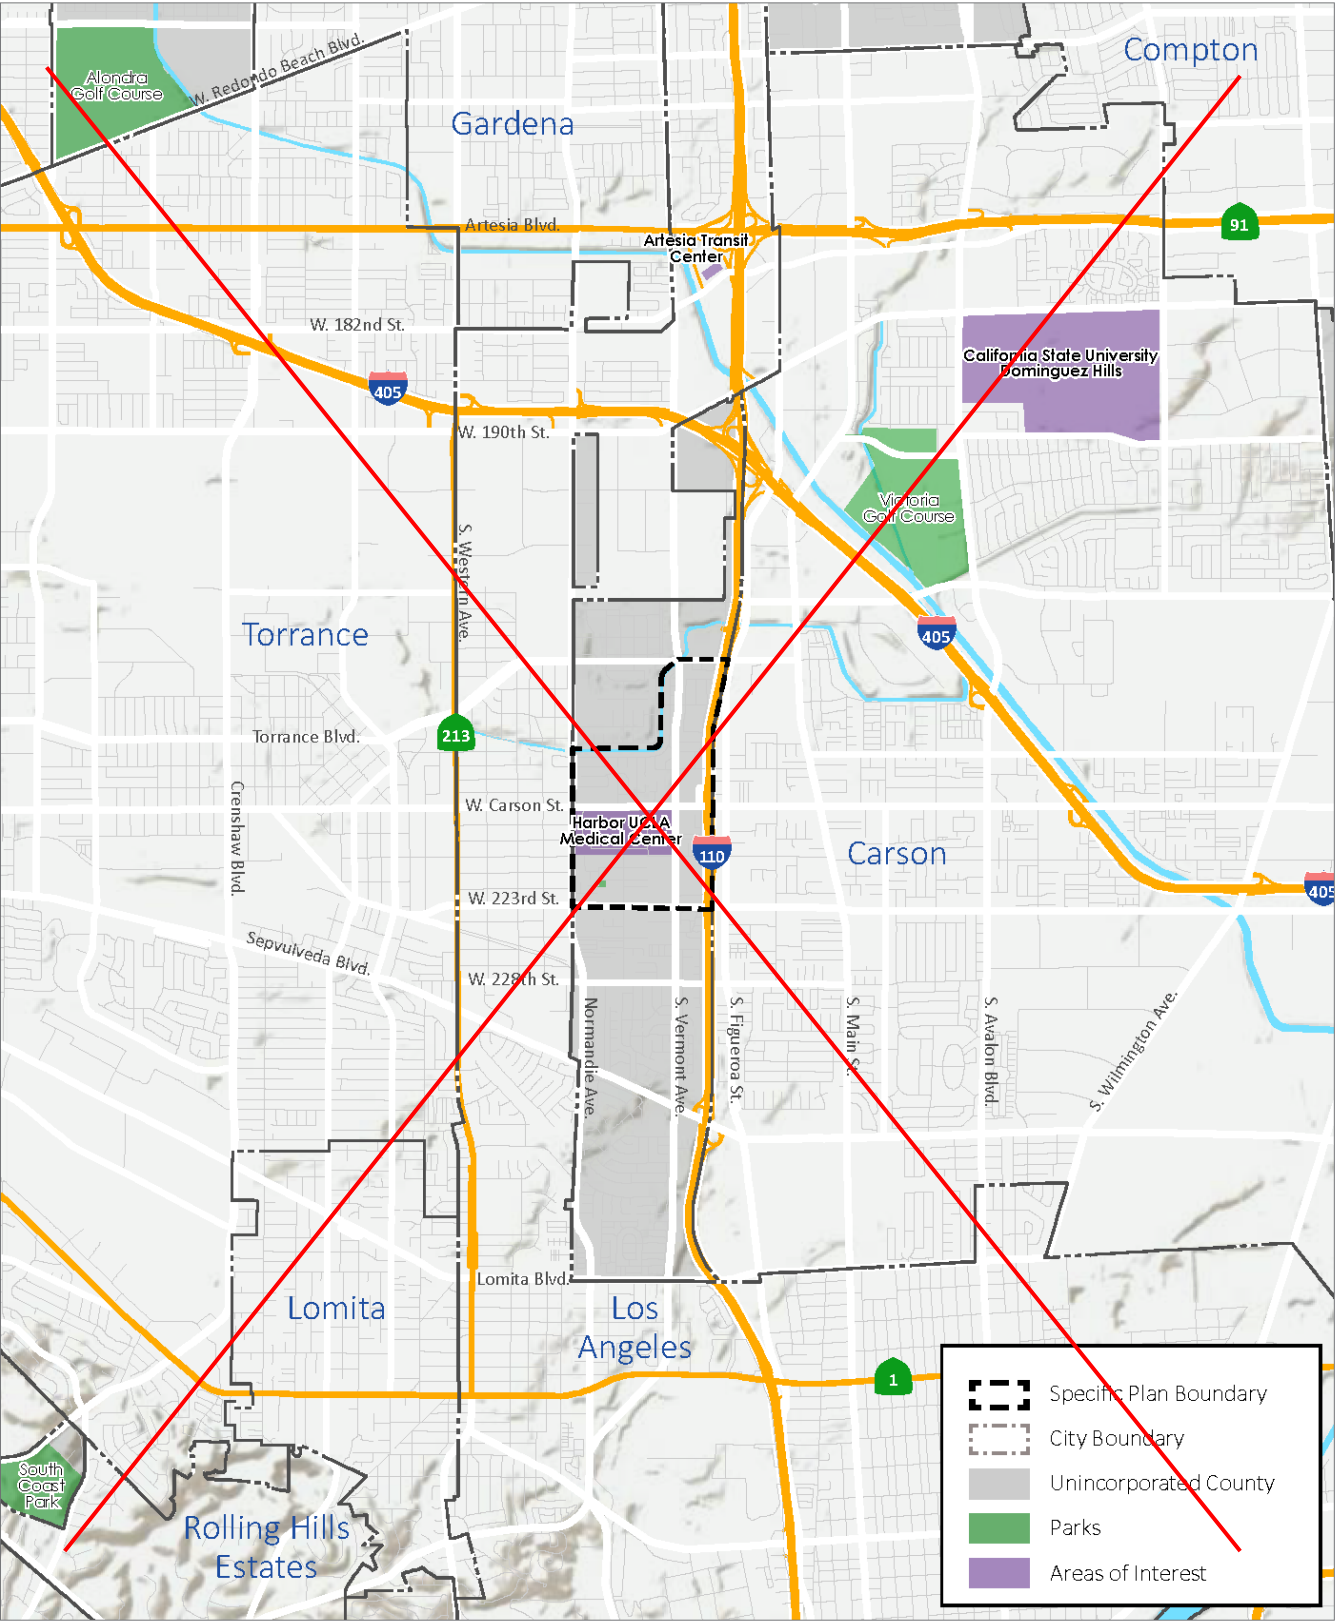 Compton
Alondra
Golf Course
W. Redondo Beach Blvd.
Gardena
Artesia Blvd.
91
Artesia Transit
Center
W. 182nd St.
California State University
Dominguez Hills
405
W. 190th St.
Victoria
Golf Course
S. Western Ave.
Torrance
405
213
Torrance Blvd.
Crenshaw Blvd.
W. Carson St.
Harbor UCLA
Medical Center
110
Carson
405
W. 223rd St.
Sepvulveda Blvd.
W. 228th St.
Normandie Ave.
S. Vermont Ave.
S. Figueroa St.
S. Main St.
S. Avalon Blvd.
S. Wilmington Ave.
Lomita Blvd.
Lomita
Los
Angeles
1
South
Coast
Park
Rolling Hills
Estates
Specific Plan Boundary
City Boundary
Unincorporated County
Parks
Areas of Interest